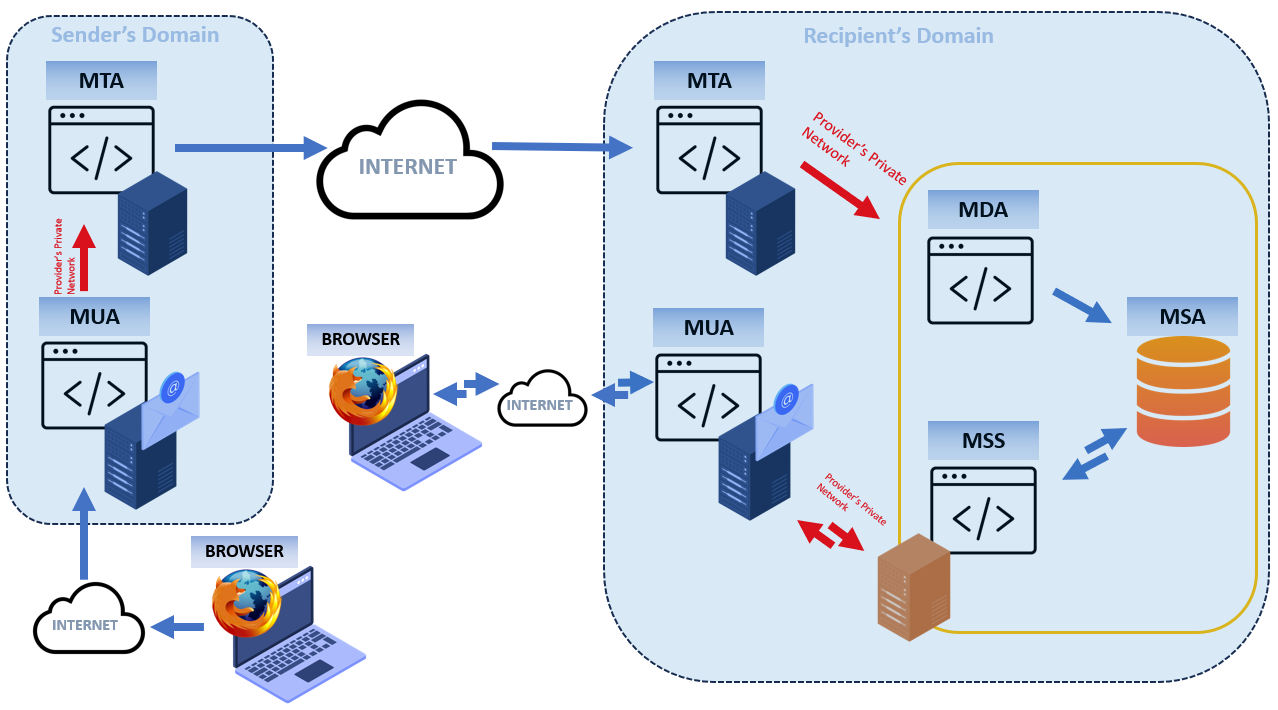 Sender's Domain
Recipient's Domain
MTA
INTERNET
MTA
Provider's Private
Network
MDA
Provider's Private
Network
MUA
BROWSER
INTERNET
MUA
MSA
MSS
Provider's Private
Network
BROWSER
INTERNET